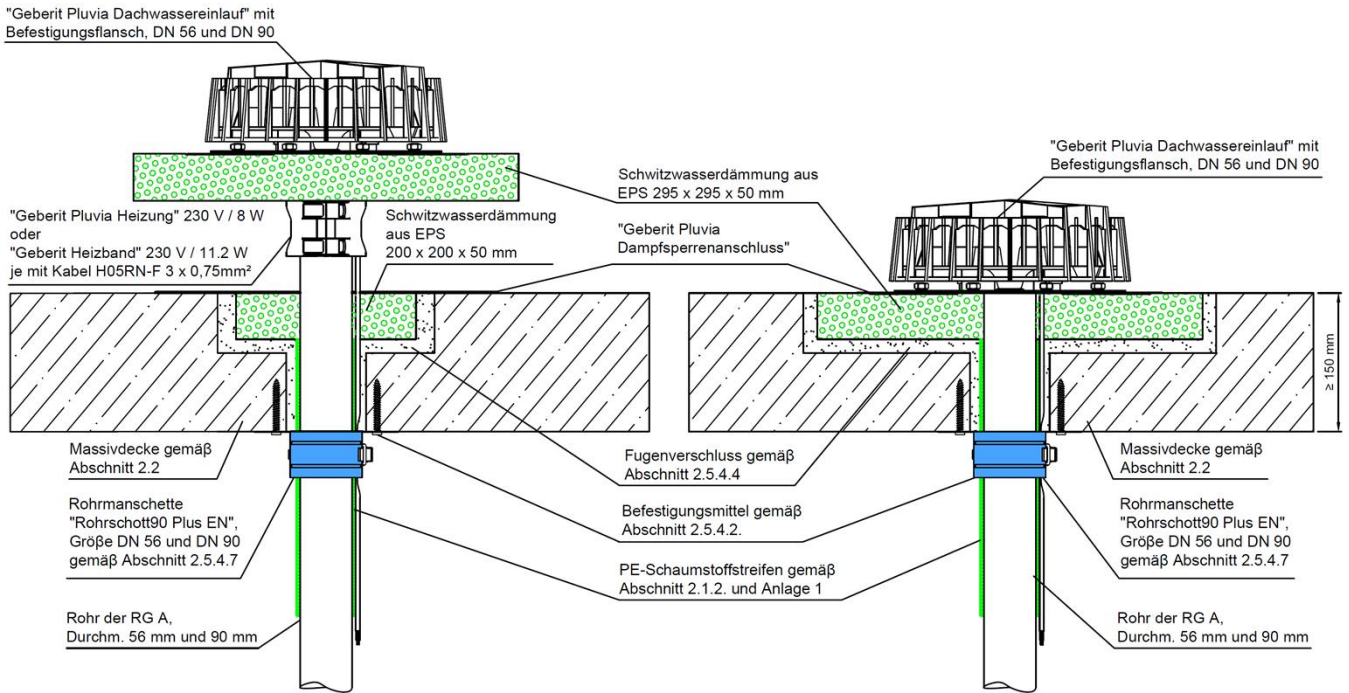 "Geberit Pluvia Dachwassereinlauf" mit
Befestigungsflansch, DN 56 und DN 90
"Geberit Pluvia Dachwassereinlauf" mit
Befestigungsflansch, DN 56 und DN 90
Schwitzwasserdämmung aus
EPS 295 x 295 x 50 mm
"Geberit Pluvia Heizung" 230 V / 8 W
oder
"Geberit Heizband" 230 V / 11.2 W
je mit Kabel H05RN-F 3 x 0,75mm²
Schwitzwasserdämmung
aus EPS
200 x 200 x 50 mm
"Geberit Pluvia
Dampfsperrenanschluss"
≥ 150 mm
Massivdecke gemäß
Abschnitt 2.2
Fugenverschluss gemäß
Abschnitt 2.5.4.4
Massivdecke gemäß
Abschnitt 2.2
Rohrmanschette
"Rohrschott90 Plus EN",
Größe DN 56 und DN 90
gemäß Abschnitt 2.5.4.7
Befestigungsmittel gemäß
Abschnitt 2.5.4.2.
Rohrmanschette
"Rohrschott90 Plus EN",
Größe DN 56 und DN 90
gemäß Abschnitt 2.5.4.7
PE-Schaumstoffstreifen gemäß
Abschnitt 2.1.2. und Anlage 1
Rohr der RG A,
Durchm. 56 mm und 90 mm
Rohr der RG A,
Durchm. 56 mm und 90 mm